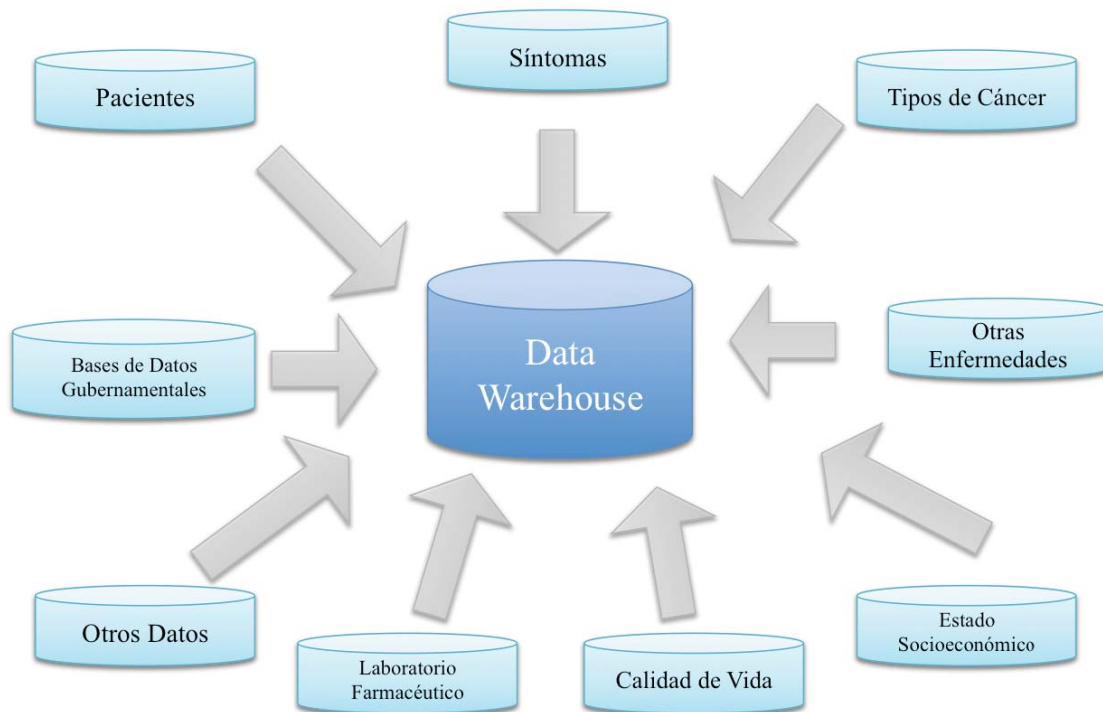 Síntomas
Pacientes
Tipos de Cáncer
Data
Warehouse
Otras
Enfermedades
Bases de Datos
Gubernamentales
Otros Datos
Laboratorio
Farmacéutico
Calidad de Vida
Estado
Socioeconómico